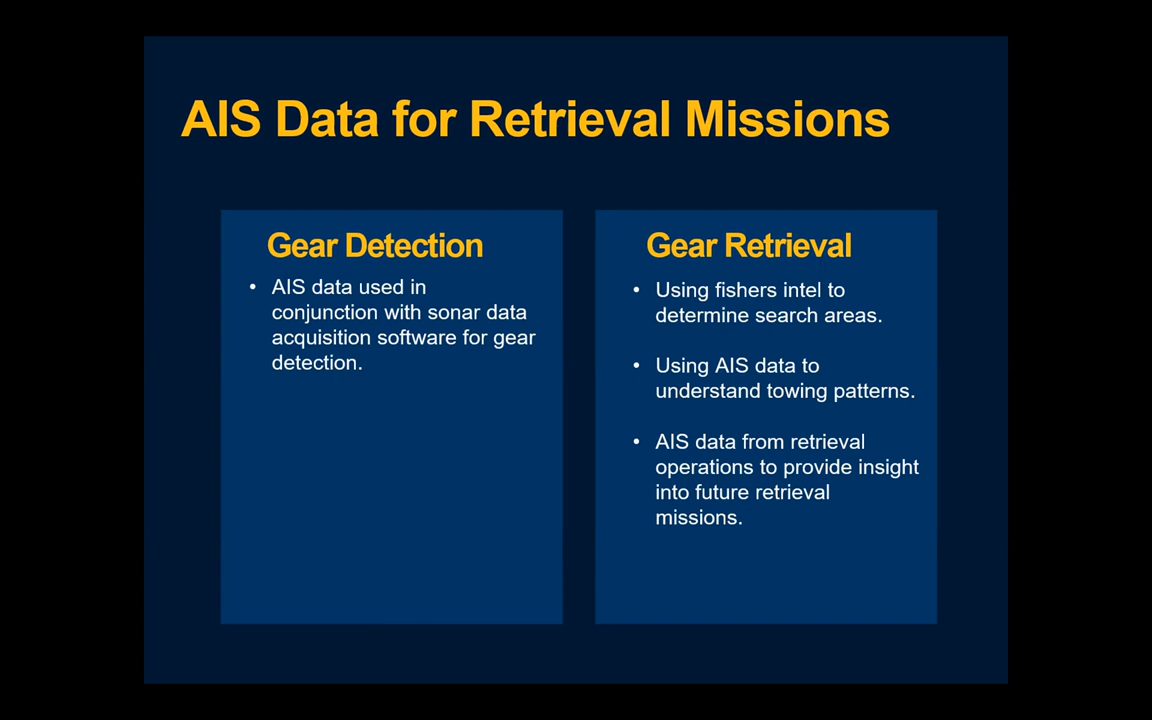 AIS Data for Retrieval Missions
Gear Detection
• AIS data used in
conjunction with sonar data
acquisition software for gear
detection.
Gear Retrieval
• Using fishers intel to
determine search areas.
• Using AIS data to
understand towing patterns.
• AIS data from retrieval
operations to provide insight
into future retrieval
missions.